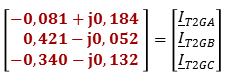 −0,081 + j0,184 = I_T2GA
0,421 − j0,052 = I_T2GB
−0,340 − j0,132 = I_T2GC